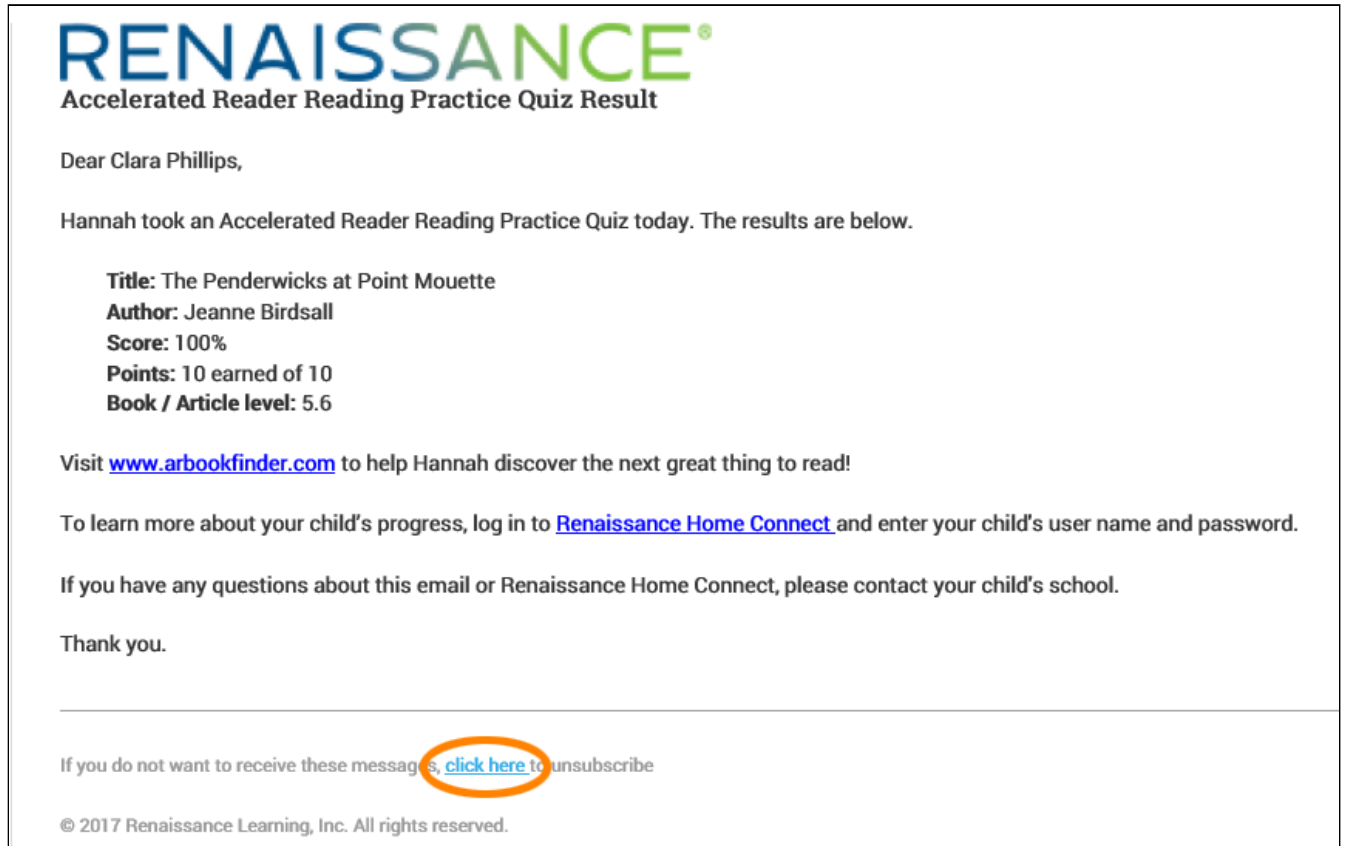 RENAISSANCE®
Accelerated Reader Reading Practice Quiz Result
Dear Clara Phillips,
Hannah took an Accelerated Reader Reading Practice Quiz today. The results are below.
Title: The Penderwicks at Point Mouette
Author: Jeanne Birdsall
Score: 100%
Points: 10 earned of 10
Book / Article level: 5.6
Visit www.arbookfinder.com to help Hannah discover the next great thing to read!
To learn more about your child's progress, log in to Renaissance Home Connect and enter your child's user name and password.
If you have any questions about this email or Renaissance Home Connect, please contact your child's school.
Thank you.
If you do not want to receive these messages, click here to unsubscribe
© 2017 Renaissance Learning, Inc. All rights reserved.